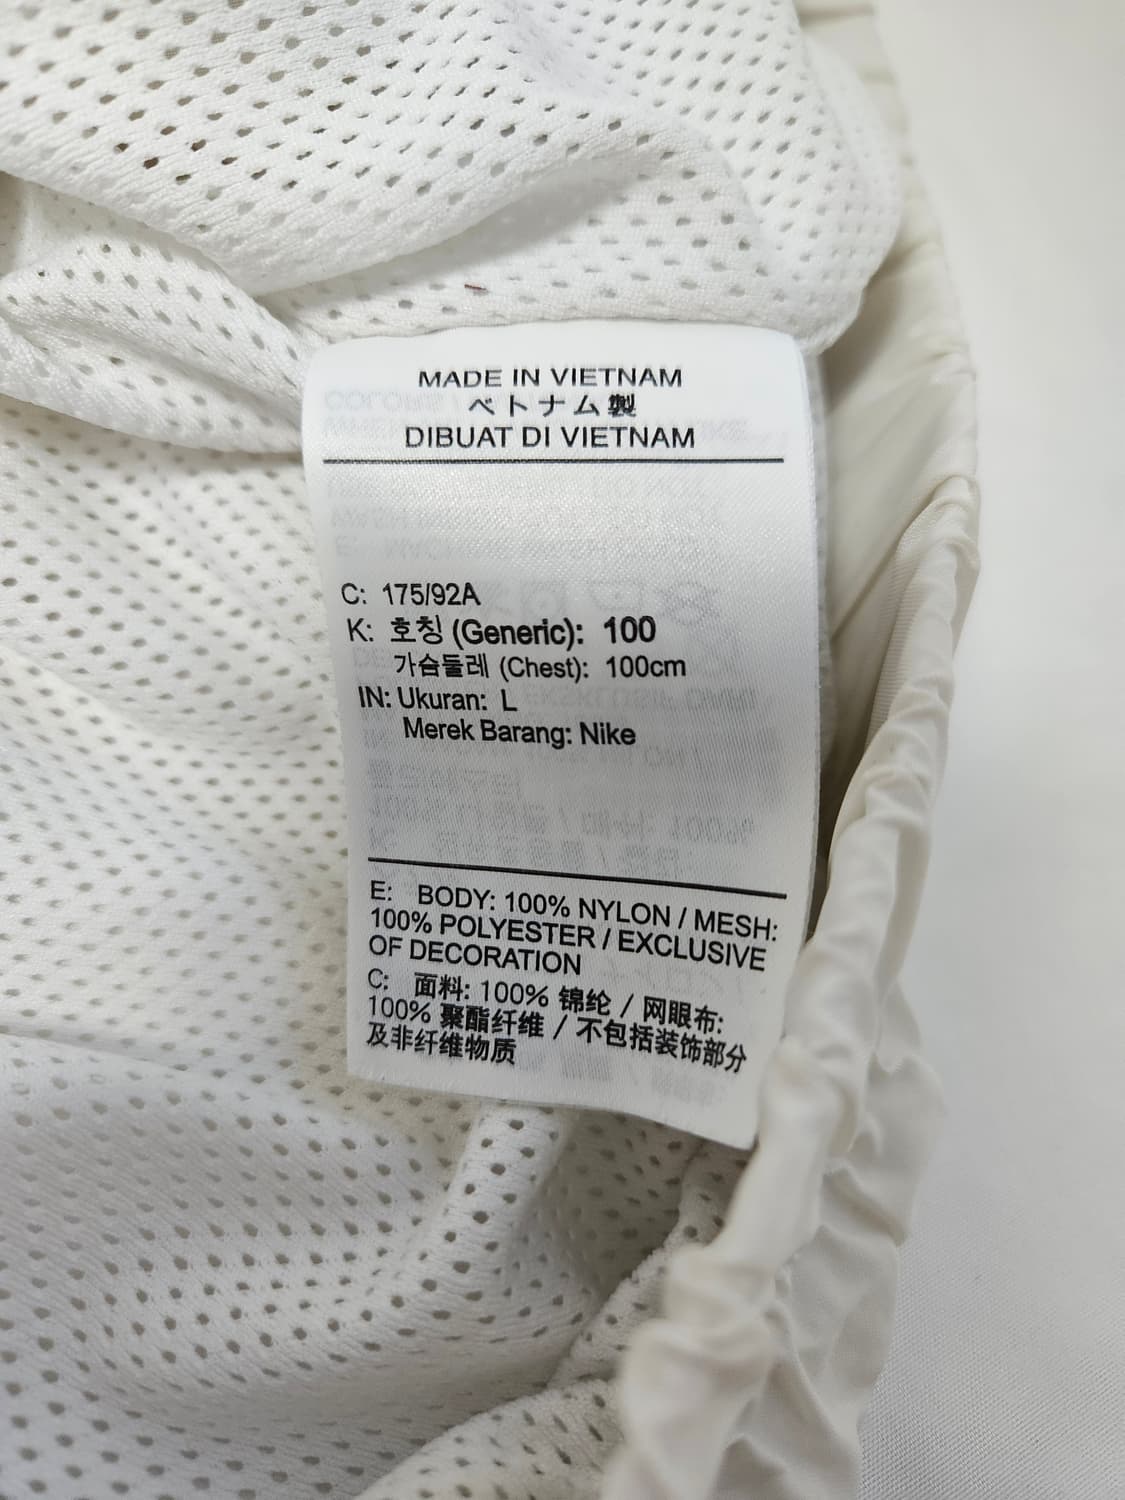 MADE IN VIETNAM
ベトナム製
DIBUAT DI VIETNAM
C: 175/92A
K: 호칭 (Generic): 100
가슴둘레 (Chest): 100cm
IN: Ukuran: L
Merek Barang: Nike
E: BODY: 100% NYLON / MESH:
100% POLYESTER / EXCLUSIVE
OF DECORATION
C: 面料: 100% 锦纶 / 网眼布:
100% 聚酯纤维 / 不包括装饰部分
及非纤维物质